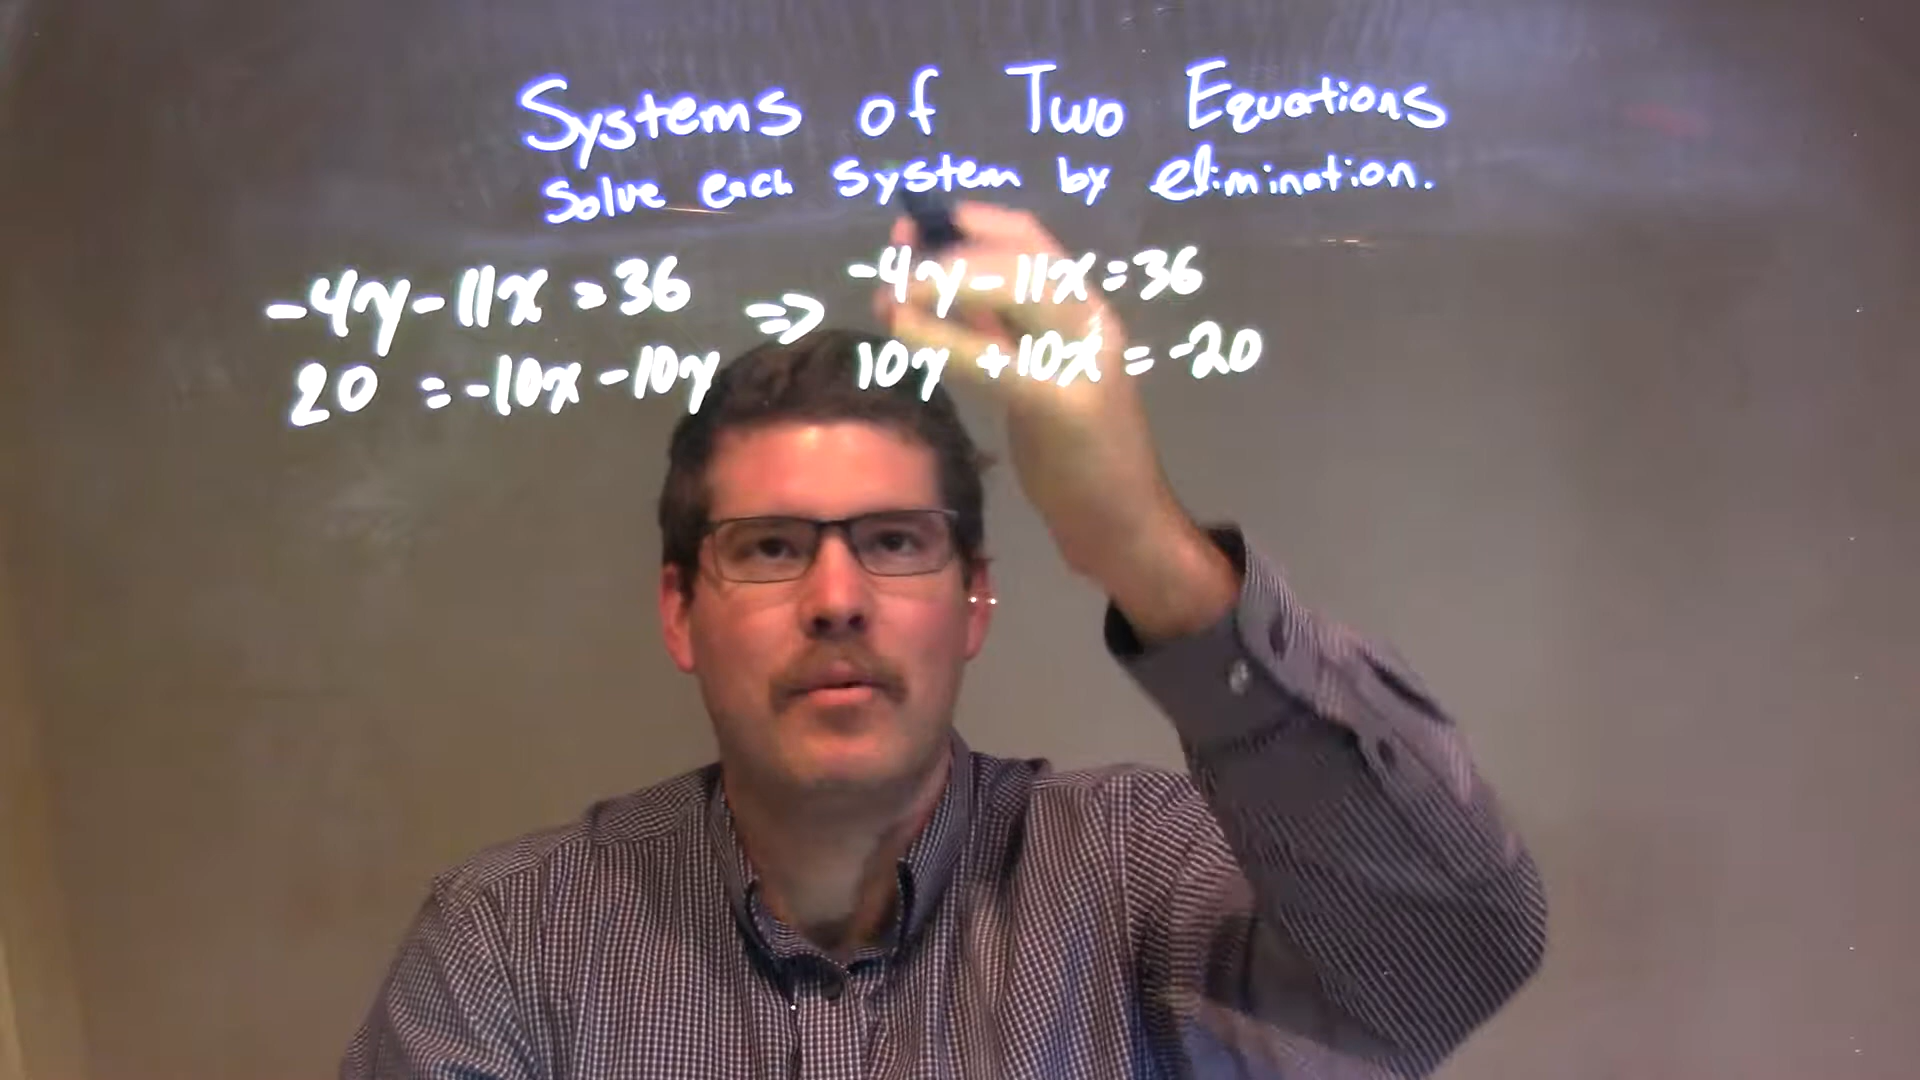 Systems of Two Equations
Solve each system by elimination.
-4y-11x=36 => -4y-11x=36
20 =-10x-10y 10y+10x=-20